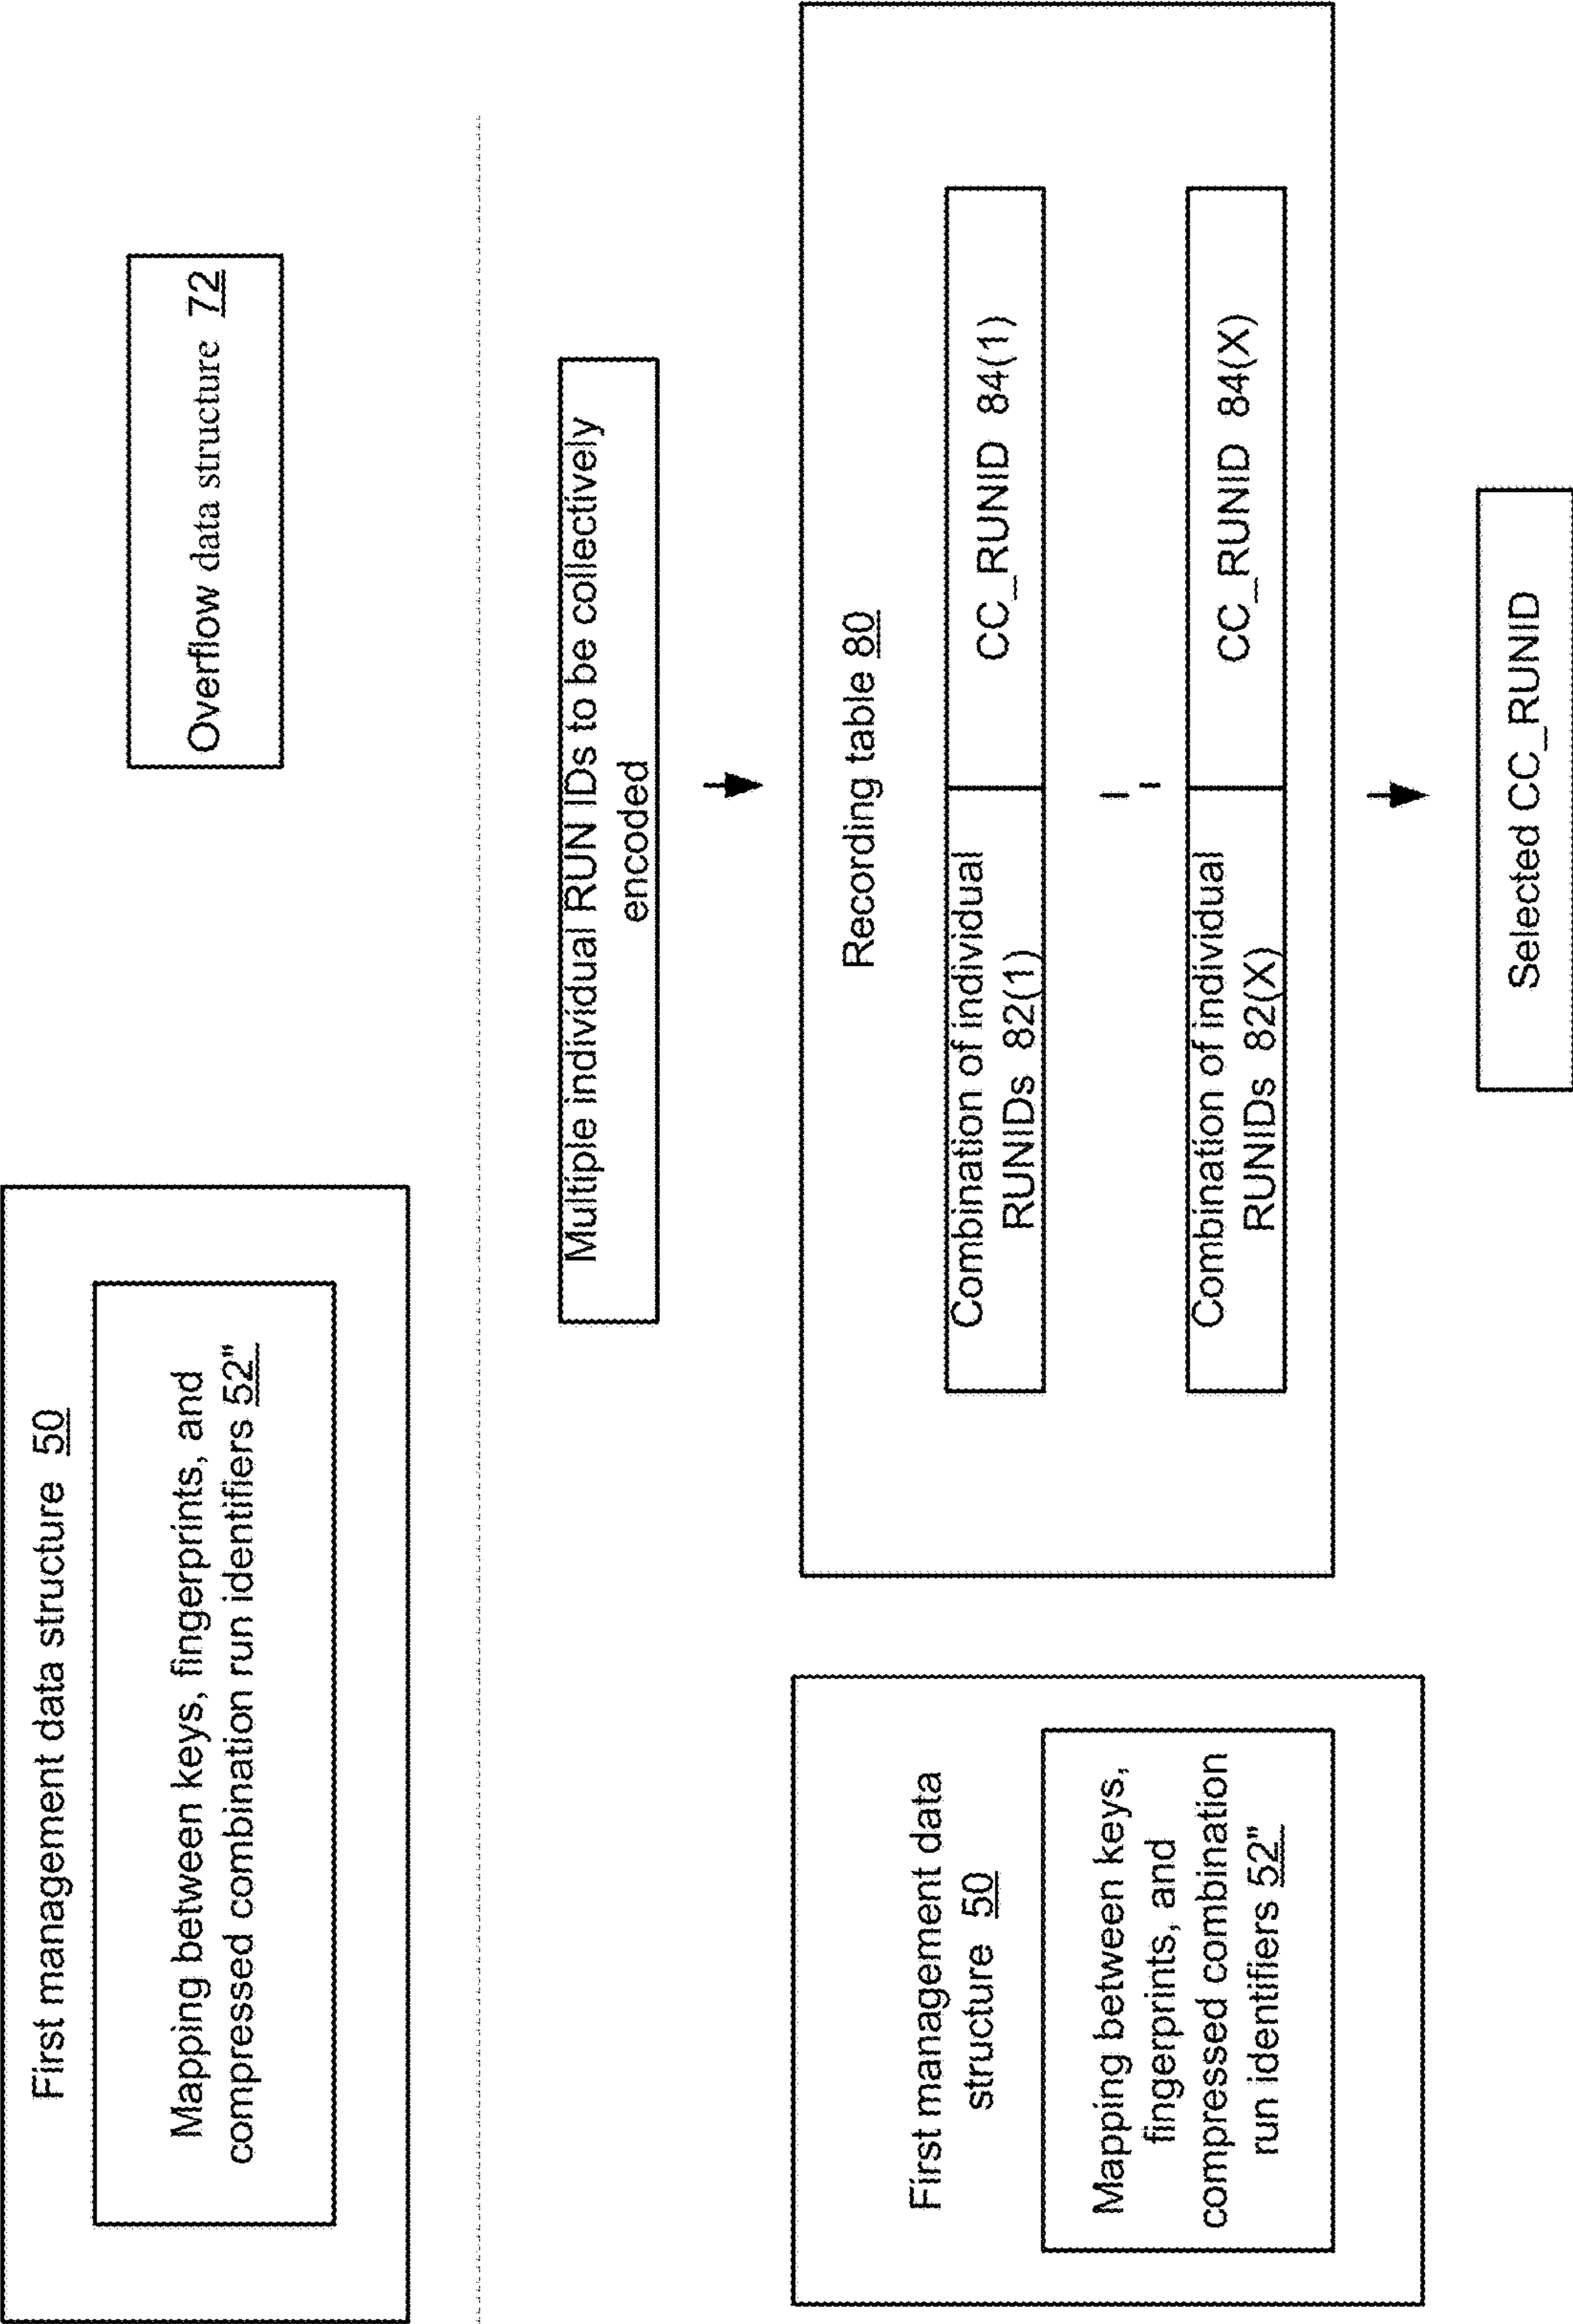 First management data structure 50
Mapping between keys, fingerprints, and
compressed combination run identifiers 52"
Overflow data structure 72
Multiple individual RUN IDs to be collectively
encoded
First management data
structure 50
Mapping between keys,
fingerprints, and
compressed combination
run identifiers 52"
Recording table 80
Combination of individual
RUNIDs 82(1)
CC_RUNID 84(1)
Combination of individual
RUNIDs 82(X)
CC_RUNID 84(X)
Selected CC_RUNID